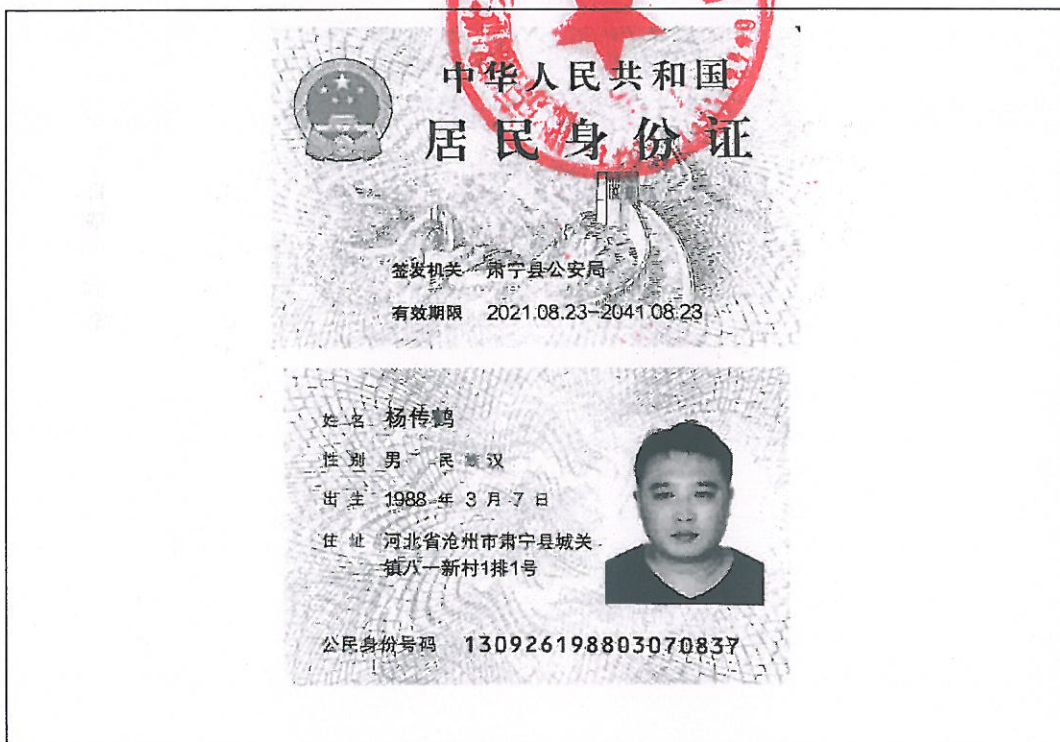 中华人民共和国
居民身份证
签发机关 肃宁县公安局
有效期限 2021.08.23-2041.08.23
姓名 杨传
性别 男 民族 汉
出生 1988 年 3 月 7 日
住址 河北省沧州市肃宁县城关
镇八一新村1排1号
公民身份号码 130926198803070837